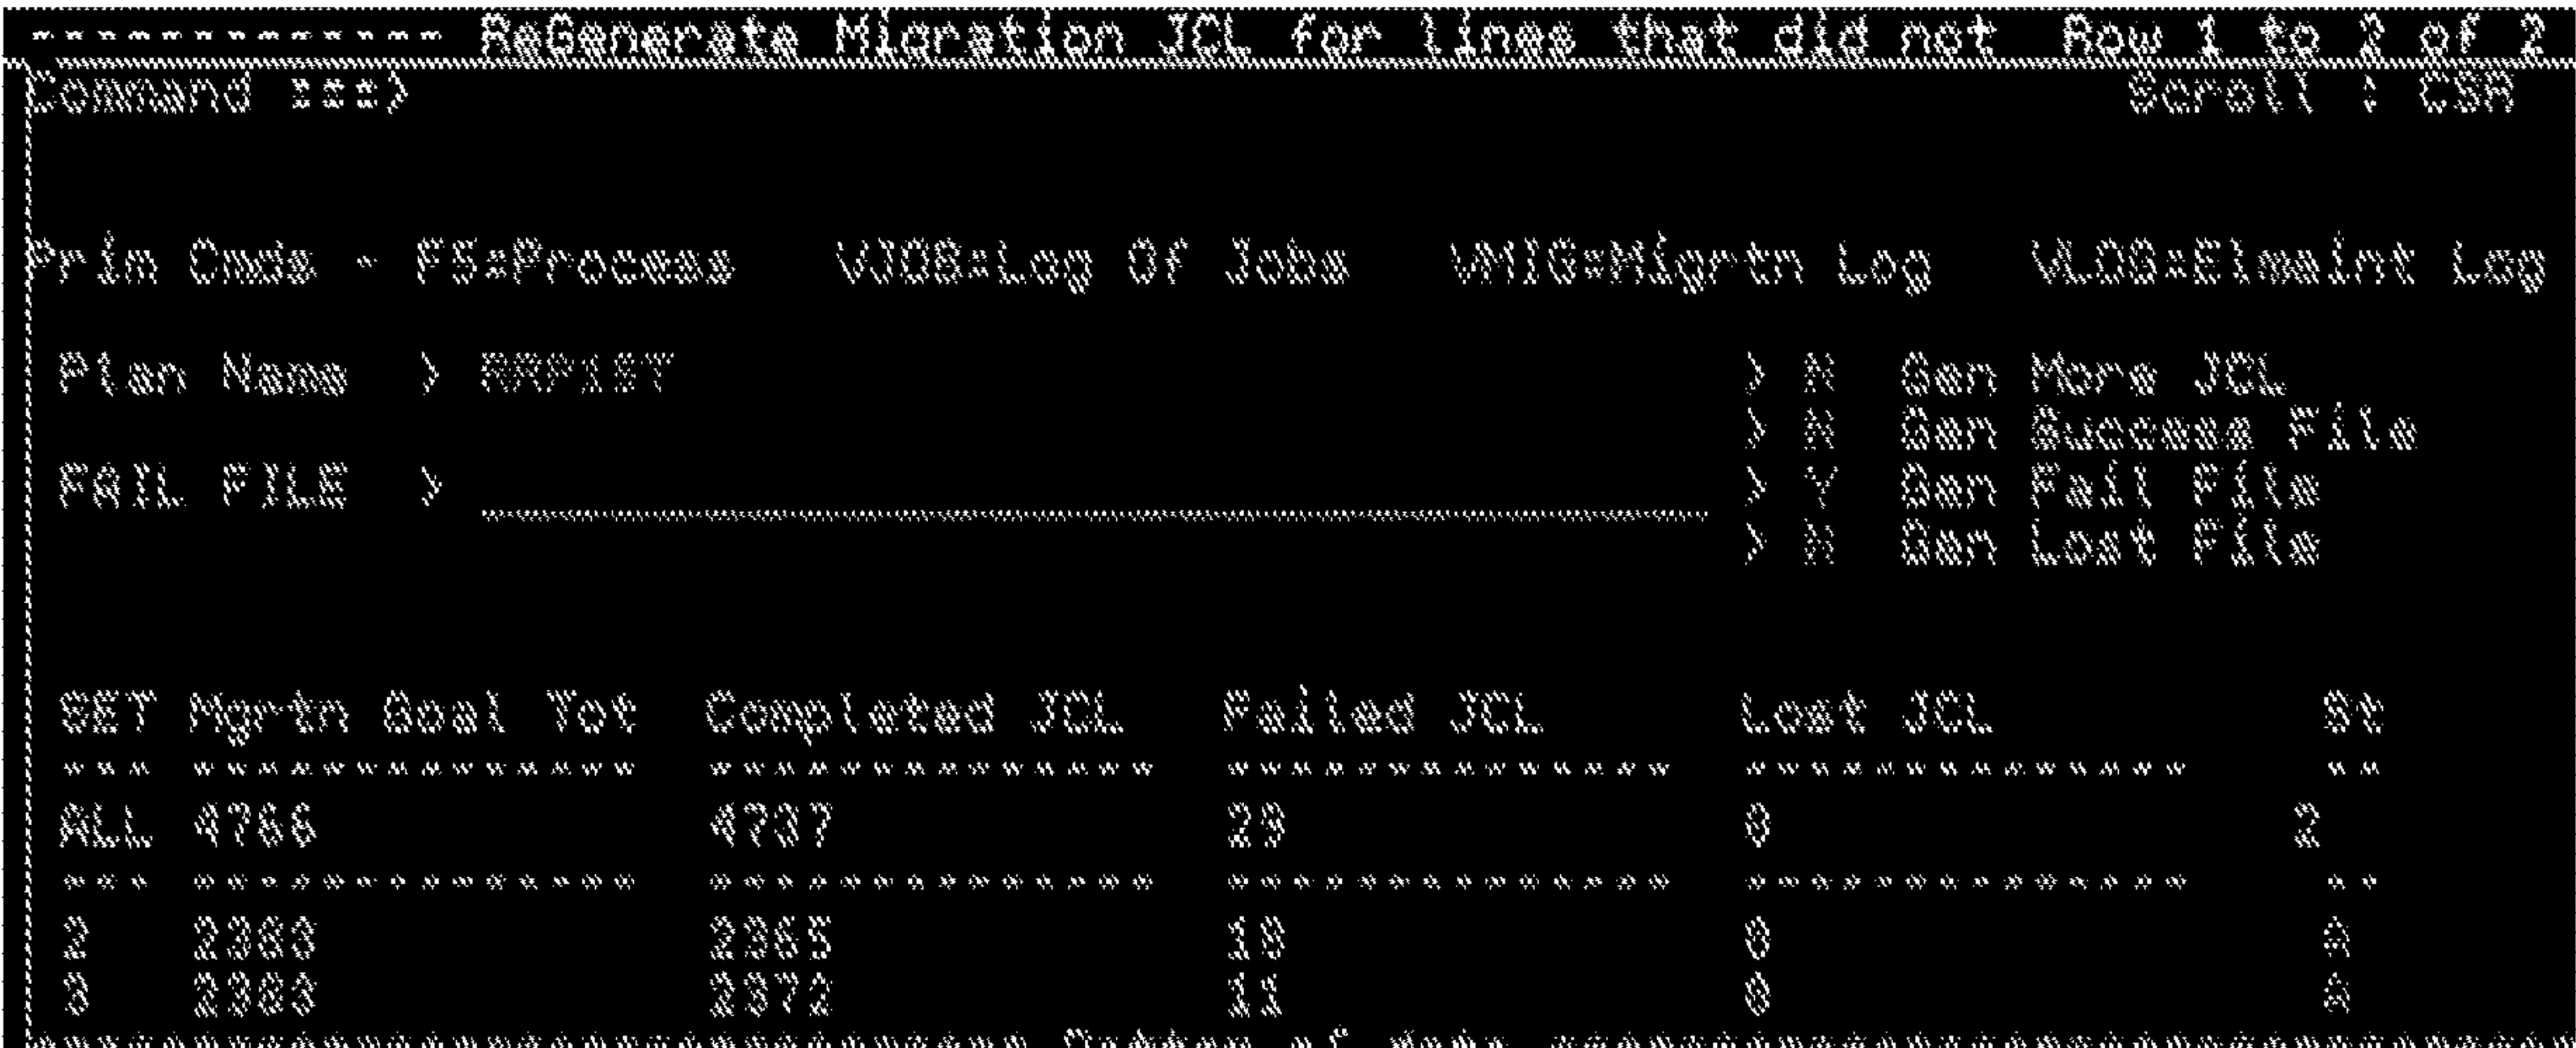 ------------- ReGenerate Migration JCL for lines that did not Row 1 to 2 of 2
Command ===> Scroll : CSR
Prim Cmds - F5=Process VJOB=Log Of Jobs VMIG=Migrtn Log VLOG=Elmaint Log
Plan Name > > N Gen More JCL
> N Gen Success File
FAIL FILE > > Y Gen Fail File
> N Gen Lost File
SET Mgrtn Goal Tot Completed JCL Failed JCL Lost JCL St
--- -------------- -------------- -------------- -------------- --
ALL 4766 4737 29 0 2
--- -------------- -------------- -------------- -------------- --
2 2383 2365 18 0 A
3 2383 2372 11 0 A